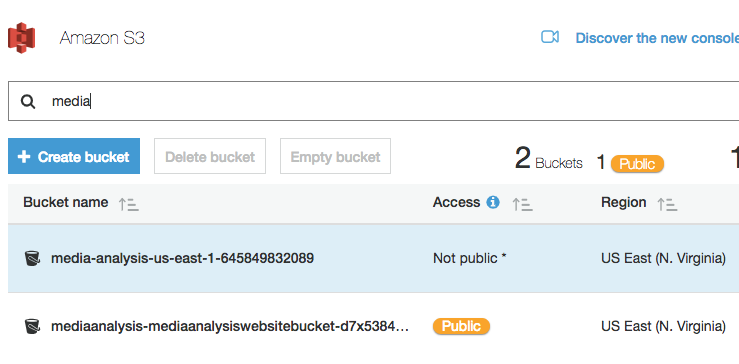 Amazon S3
Discover the new console
media
Create bucket Delete bucket Empty bucket 2 Buckets 1 Public 1
Bucket name Access Region
media-analysis-us-east-1-645849832089 Not public * US East (N. Virginia)
mediaanalysis-mediaanalysiswebsitebucket-d7x5384... Public US East (N. Virginia)